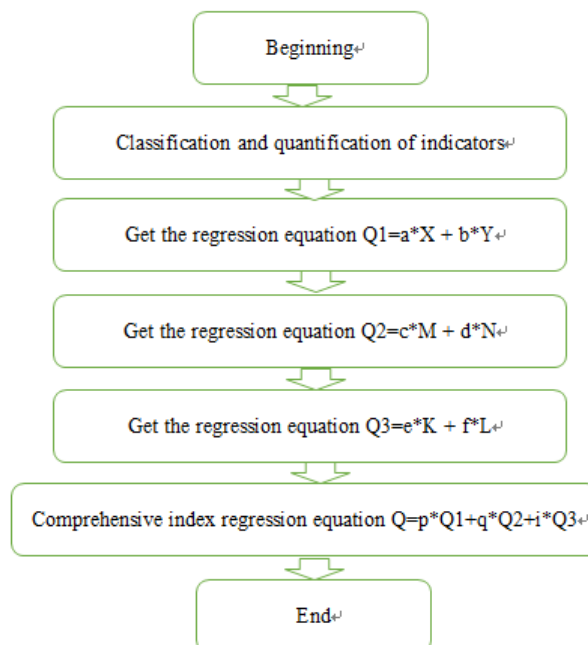 Beginning↵
Classification and quantification of indicators↵
Get the regression equation Q1=a*X + b*Y↵
Get the regression equation Q2=c*M + d*N↵
Get the regression equation Q3=e*K + f*L↵
Comprehensive index regression equation Q=p*Q1+q*Q2+i*Q3↵
End↵